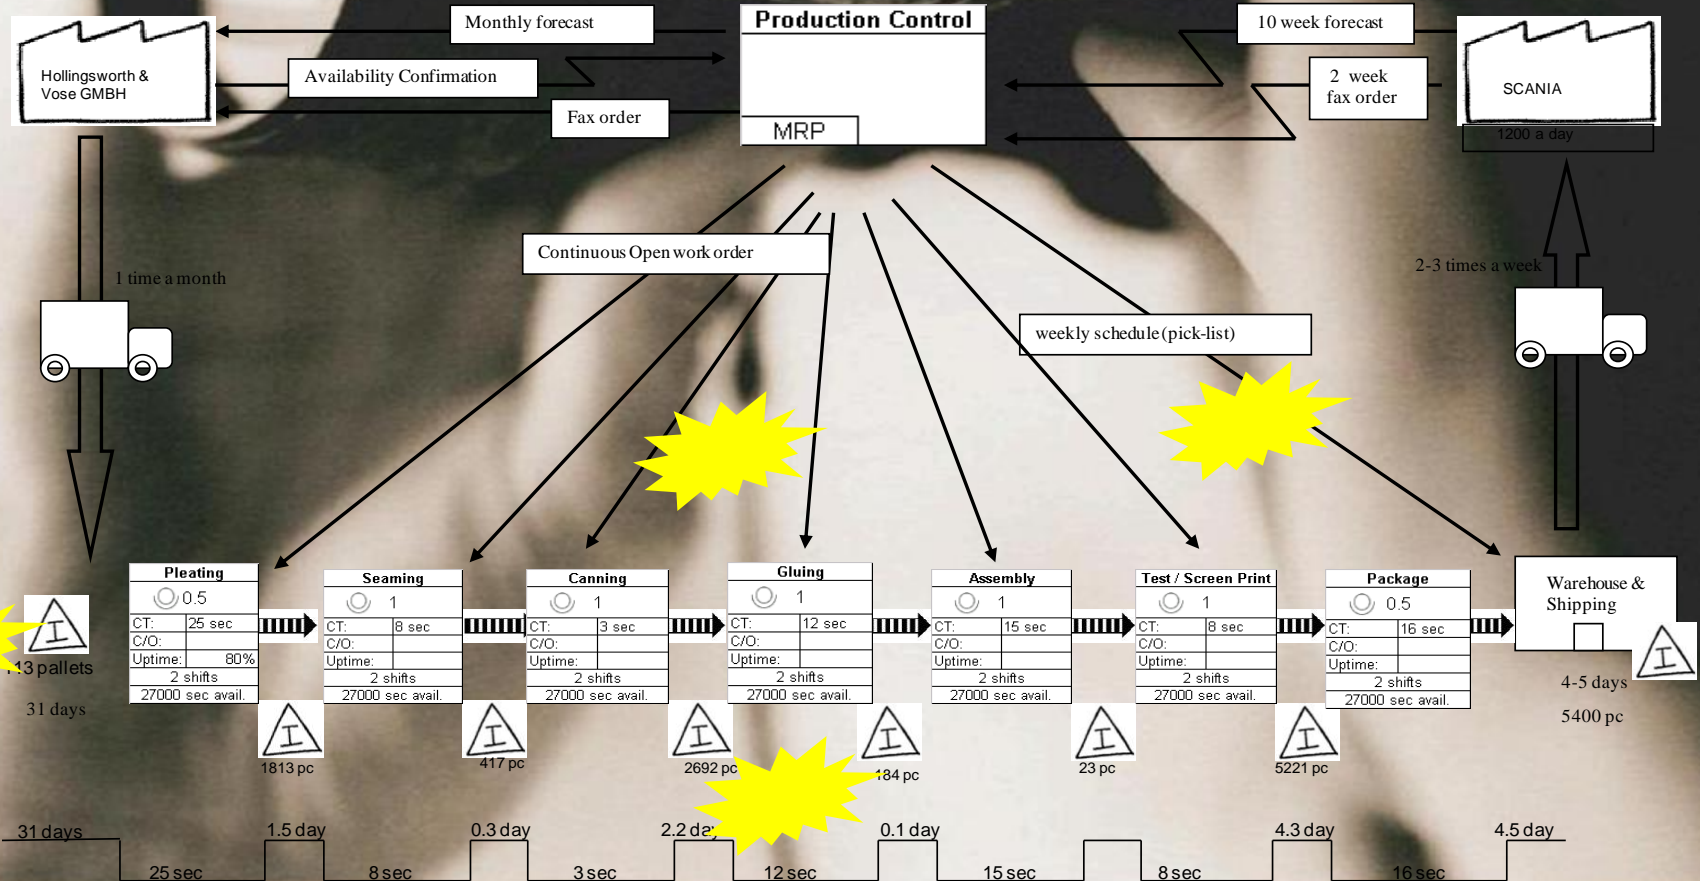 Production Control
Monthly forecast
10 week forecast
Hollingsworth &
Vose GMBH
Availability Confirmation
2 week
fax order
SCANIA
Fax order
MRP
1200 a day
Continuous Open work order
1 time a month
2-3 times a week
weekly schedule (pick-list)
Pleating
0.5
CT: 25 sec
C/O:
Uptime: 80%
2 shifts
27000 sec avail.
Seaming
1
CT: 8 sec
C/O:
Uptime:
2 shifts
27000 sec avail.
Canning
1
CT: 3 sec
C/O:
Uptime:
2 shifts
27000 sec avail.
Gluing
1
CT: 12 sec
C/O:
Uptime:
2 shifts
27000 sec avail.
Assembly
1
CT: 15 sec
C/O:
Uptime:
2 shifts
27000 sec avail.
Test / Screen Print
1
CT: 8 sec
C/O:
Uptime:
2 shifts
27000 sec avail.
Package
0.5
CT: 16 sec
C/O:
Uptime:
2 shifts
27000 sec avail.
Warehouse &
Shipping
I
I
pallets
31 days
4-5 days
5400 pc
I
I
I
I
I
I
1813 pc
417 pc
2692 pc
184 pc
23 pc
5221 pc
31 days
1.5 day
0.3 day
2.2 day
0.1 day
4.3 day
4.5 day
25 sec
8 sec
3 sec
12 sec
15 sec
8 sec
16 sec